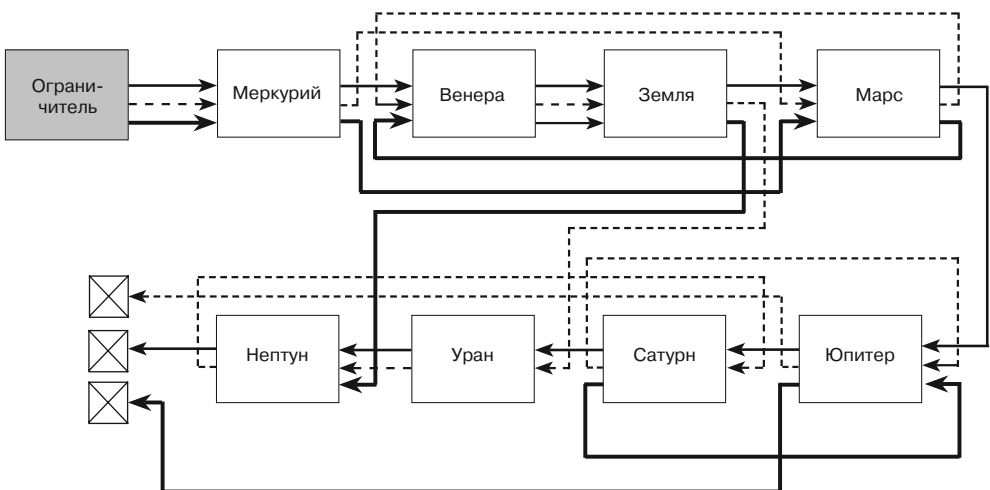 Ограни-
читель
Меркурий
Венера
Земля
Марс
Нептун
Уран
Сатурн
Юпитер